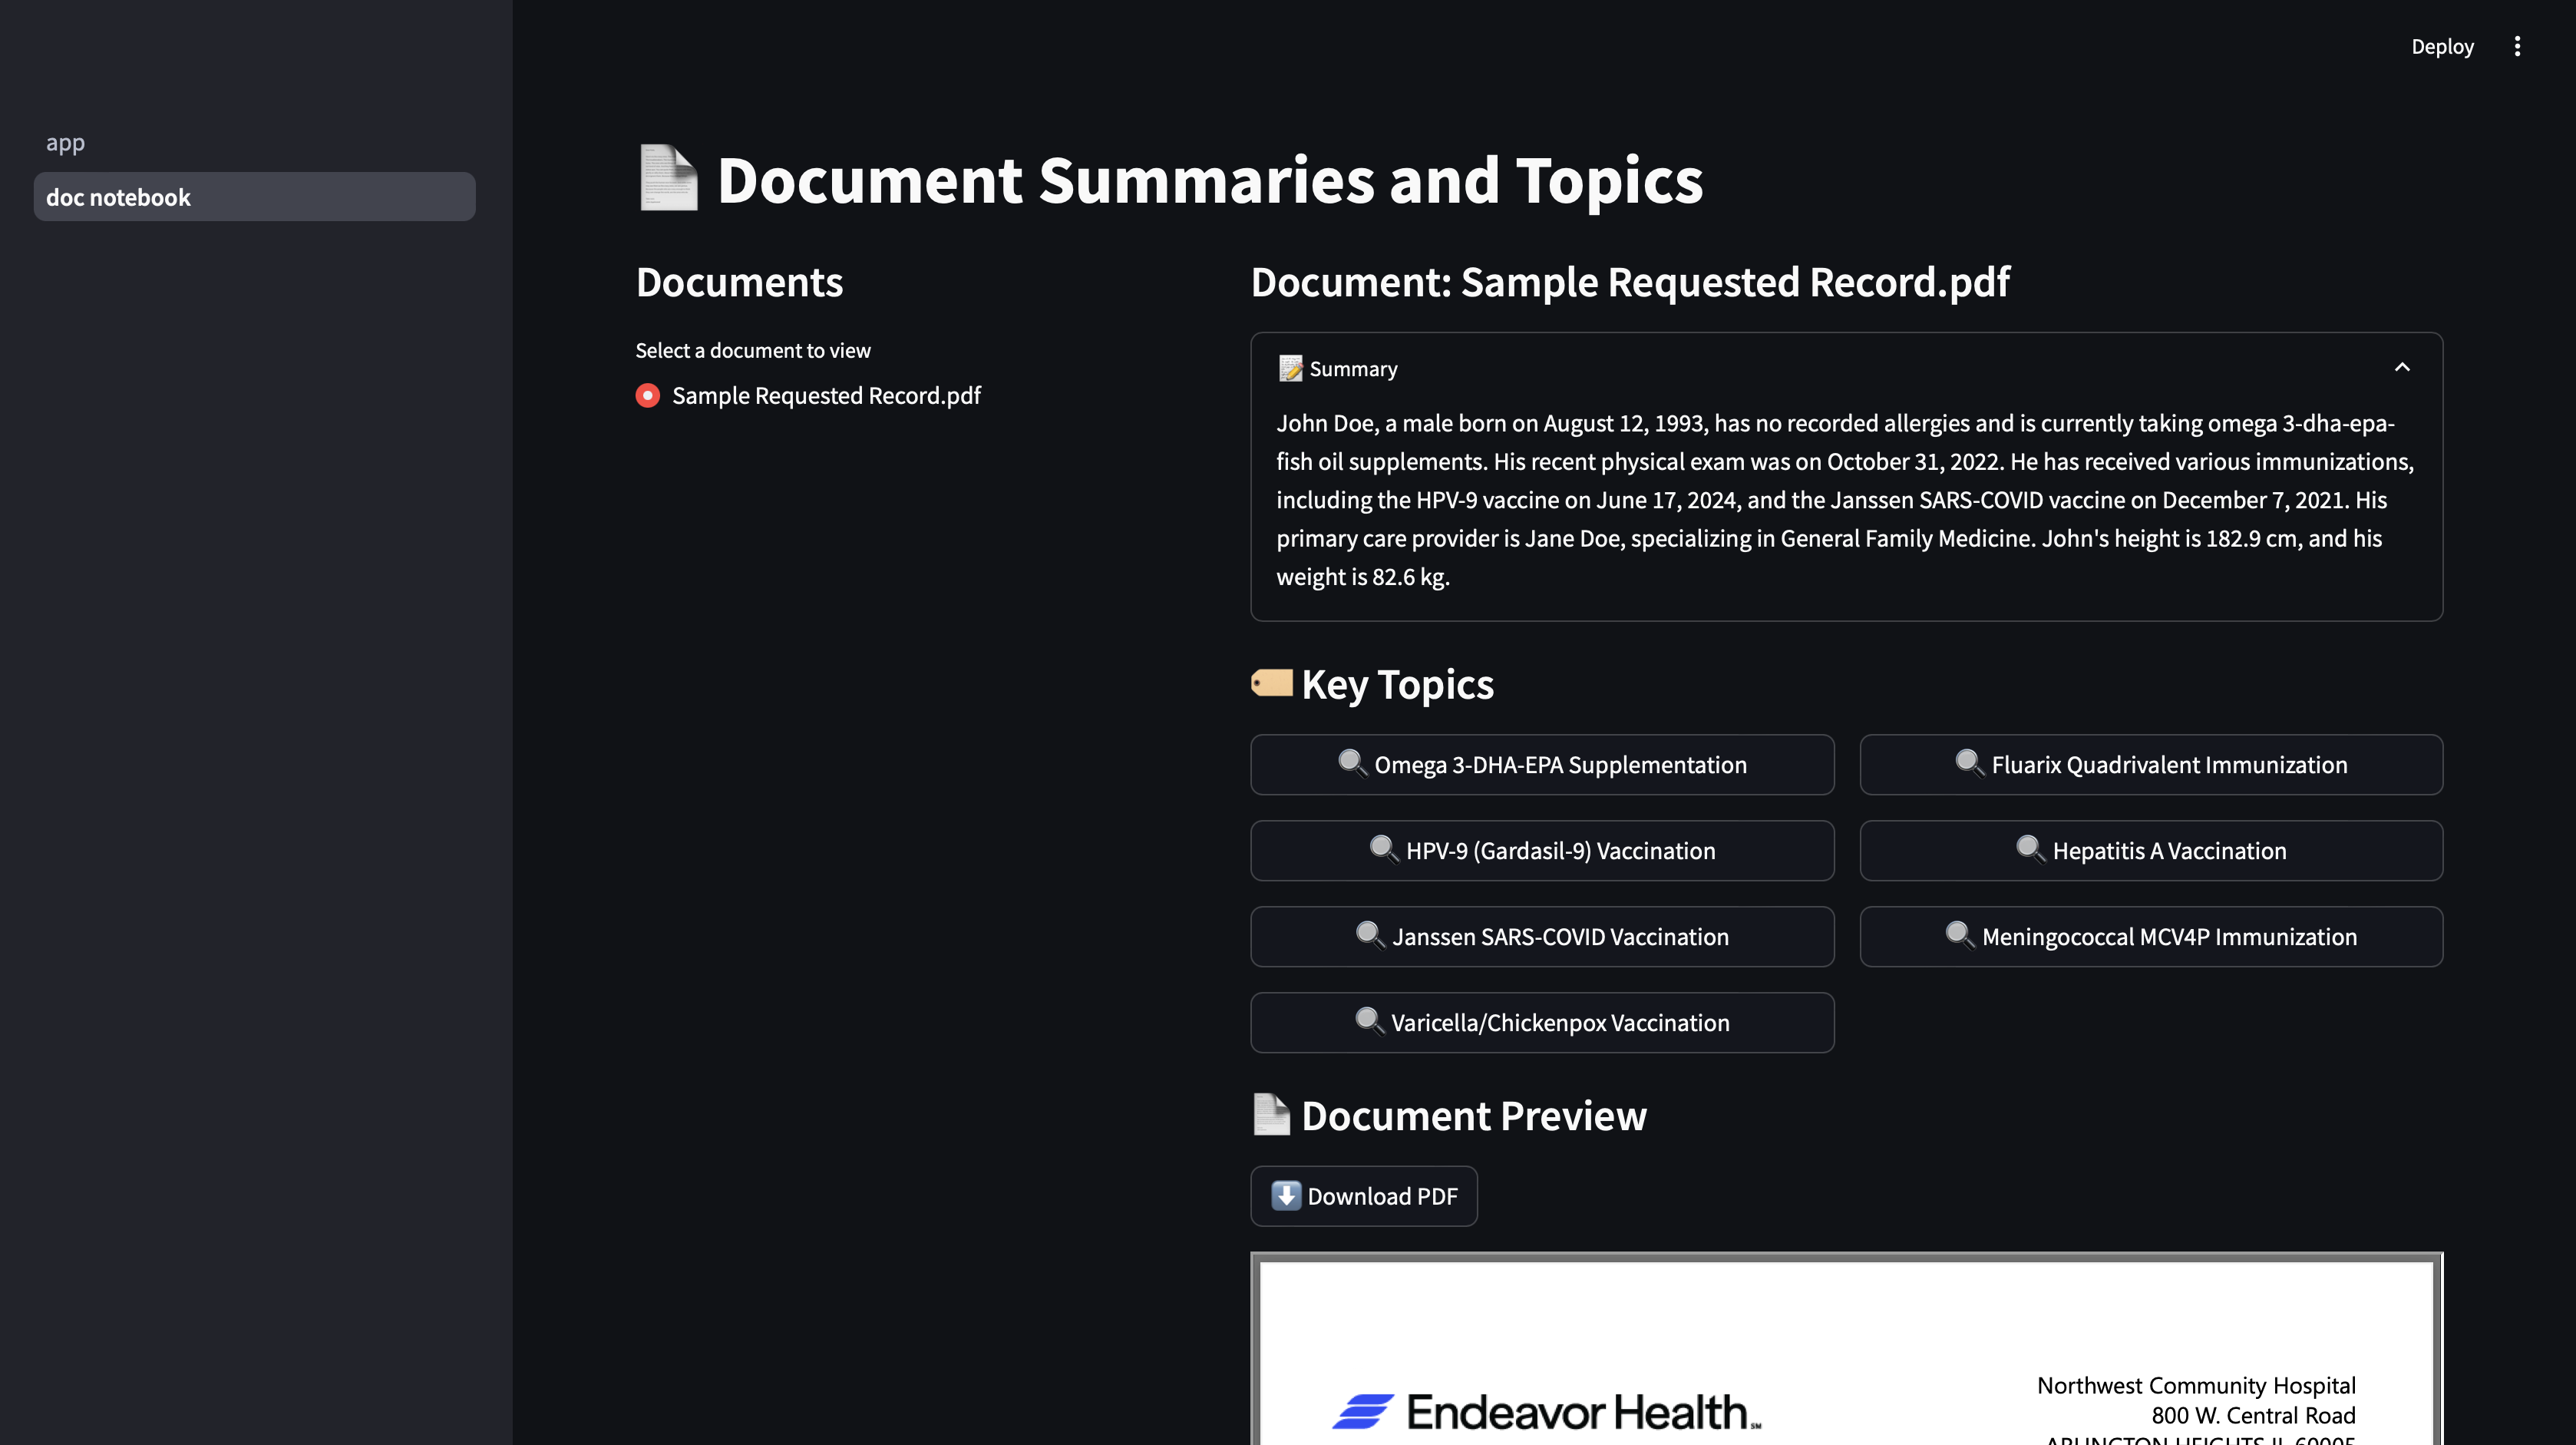 Deploy
app
doc notebook
Document Summaries and Topics
Documents
Select a document to view
Sample Requested Record.pdf
Document: Sample Requested Record.pdf
Summary
John Doe, a male born on August 12, 1993, has no recorded allergies and is currently taking omega 3-dha-epa-
fish oil supplements. His recent physical exam was on October 31, 2022. He has received various immunizations,
including the HPV-9 vaccine on June 17, 2024, and the Janssen SARS-COVID vaccine on December 7, 2021. His
primary care provider is Jane Doe, specializing in General Family Medicine. John's height is 182.9 cm, and his
weight is 82.6 kg.
Key Topics
Omega 3-DHA-EPA Supplementation
Fluarix Quadrivalent Immunization
HPV-9 (Gardasil-9) Vaccination
Hepatitis A Vaccination
Janssen SARS-COVID Vaccination
Meningococcal MCV4P Immunization
Varicella/Chickenpox Vaccination
Document Preview
Download PDF
Endeavor Health℠
Northwest Community Hospital
800 W. Central Road
ARLINGTON HEIGHTS IL 60005